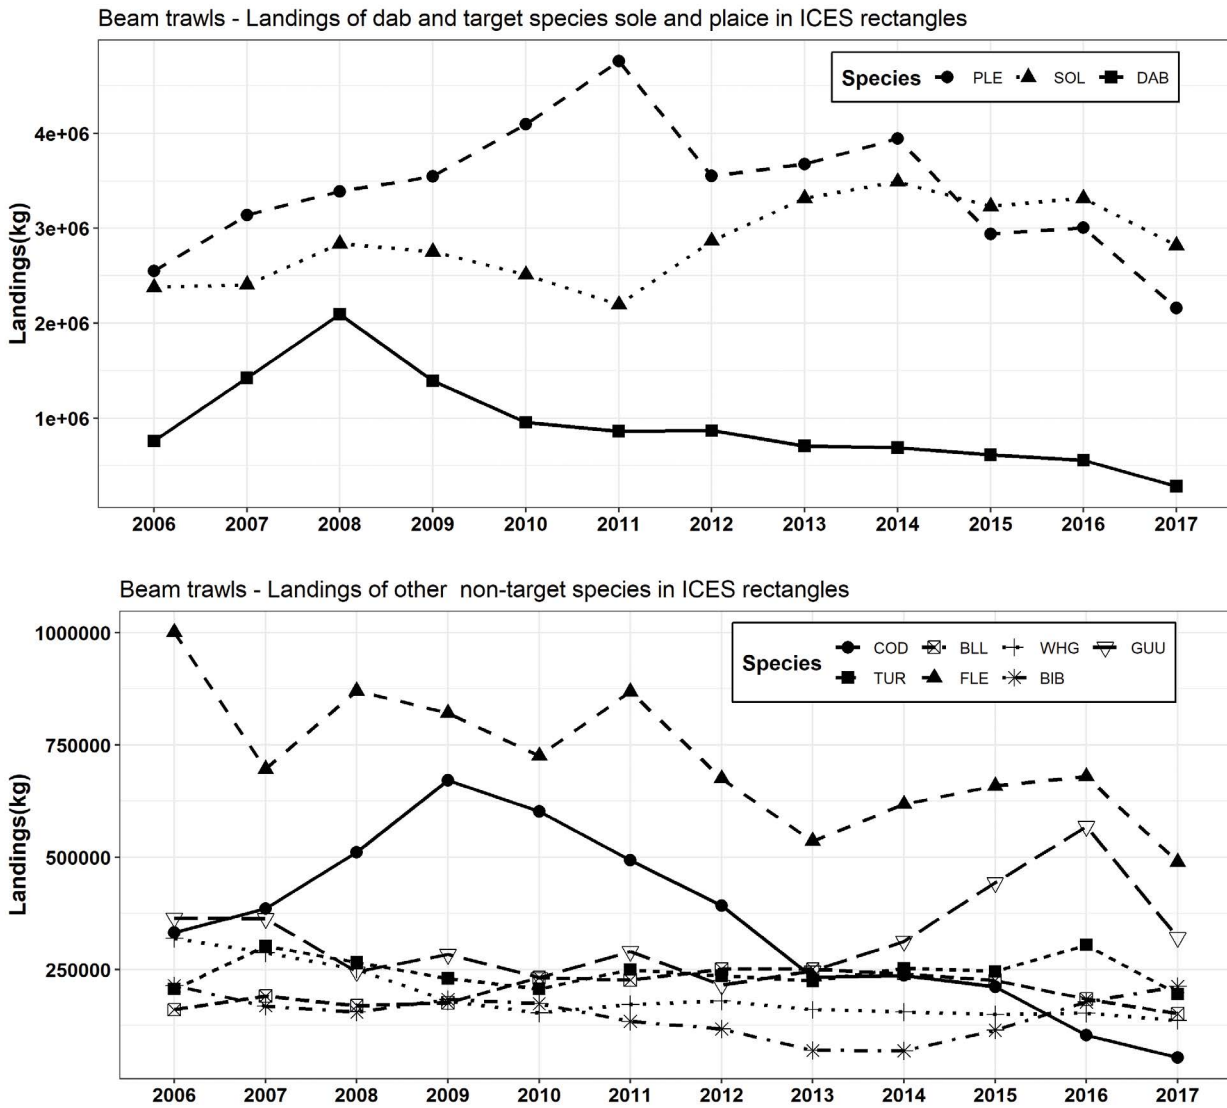 Beam trawls - Landings of dab and target species sole and plaice in ICES rectangles
Species PLE SOL DAB
Landings(kg)
4e+06
3e+06
2e+06
1e+06
2006 2007 2008 2009 2010 2011 2012 2013 2014 2015 2016 2017
Beam trawls - Landings of other  non-target species in ICES rectangles
Species
COD BLL WHG GUU
TUR FLE BIB
Landings(kg)
1000000
750000
500000
250000
2006 2007 2008 2009 2010 2011 2012 2013 2014 2015 2016 2017